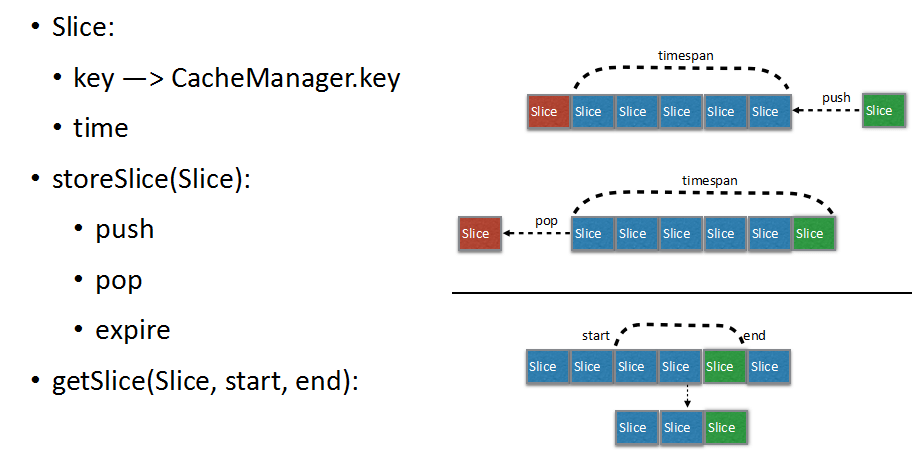 Slice:
key —> CacheManager.key
time
storeSlice(Slice):
push
pop
expire
getSlice(Slice, start, end):
timespan
push
Slice Slice Slice Slice Slice Slice Slice
timespan
pop
Slice Slice Slice Slice Slice Slice Slice
start end
Slice Slice Slice Slice Slice Slice
Slice Slice Slice